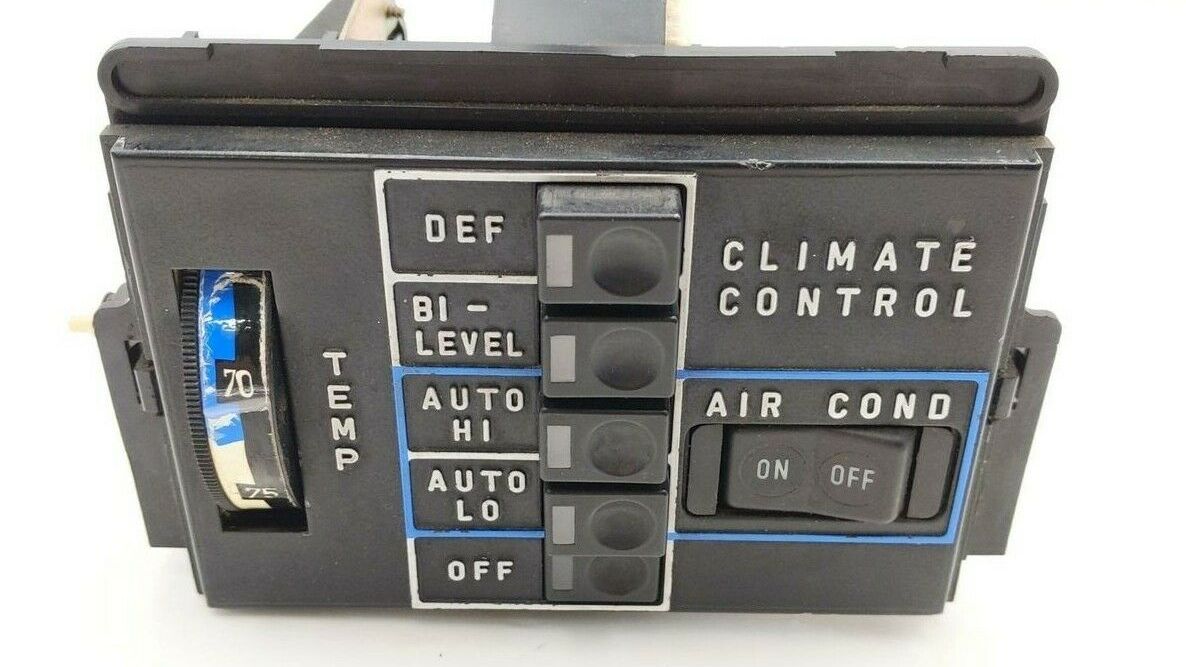 DEF
BI -
LEVEL
AUTO
HI
AUTO
LO
OFF
CLIMATE
CONTROL
AIR COND
ON OFF
TEMP
70
75